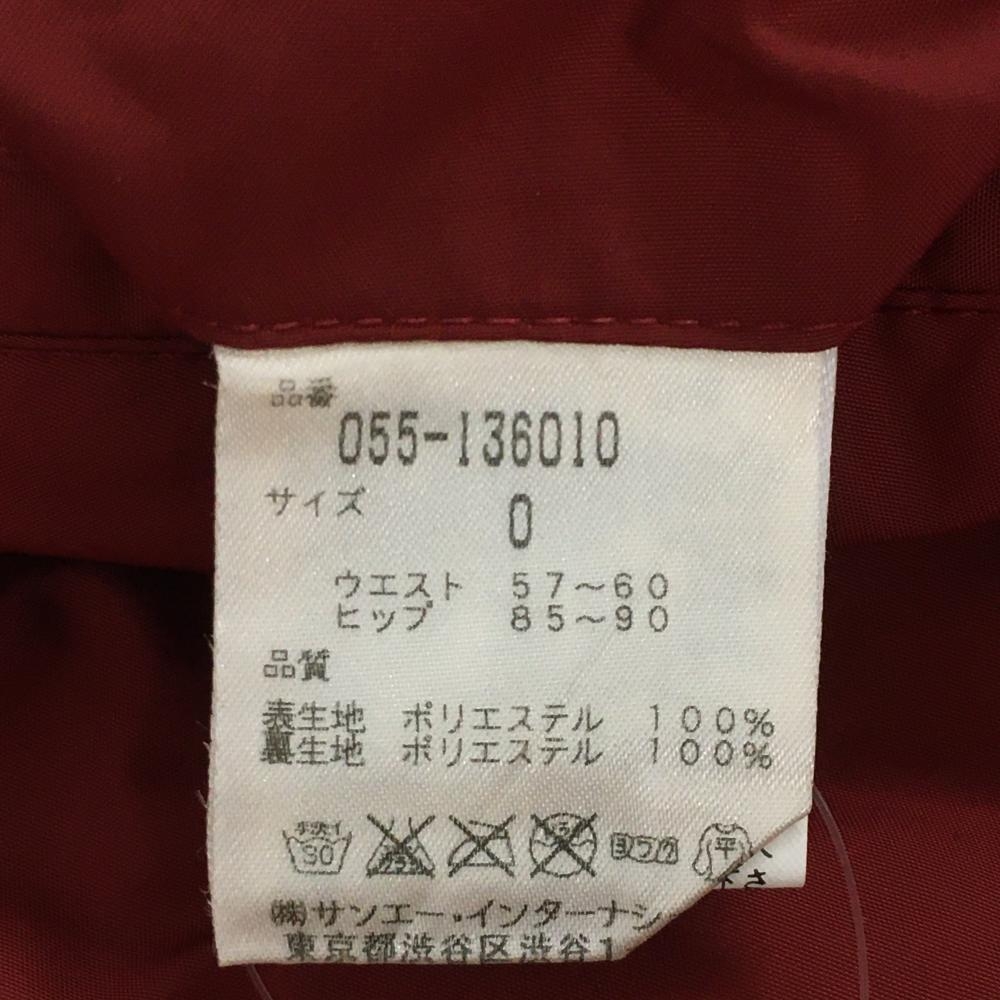 品番
055-136010
サイズ 0
ウエスト 57～60
ヒップ 85～90
品質
表生地 ポリエステル 100%
裏生地 ポリエステル 100%
手洗イ 30 平
ヨワク
(株)サンエー・インターナシ
東京都渋谷区渋谷1